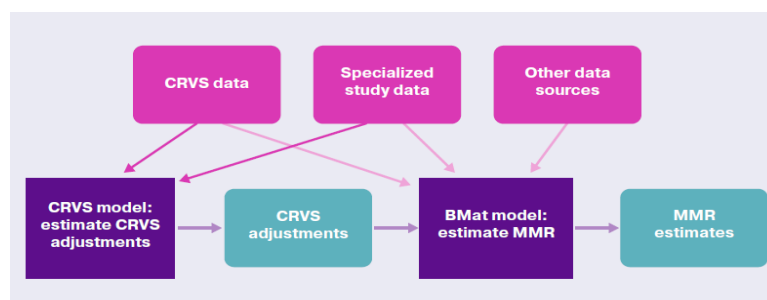 CRVS data
Specialized
study data
Other data
sources
CRVS model:
estimate CRVS
adjustments
CRVS
adjustments
BMat model:
estimate MMR
MMR
estimates